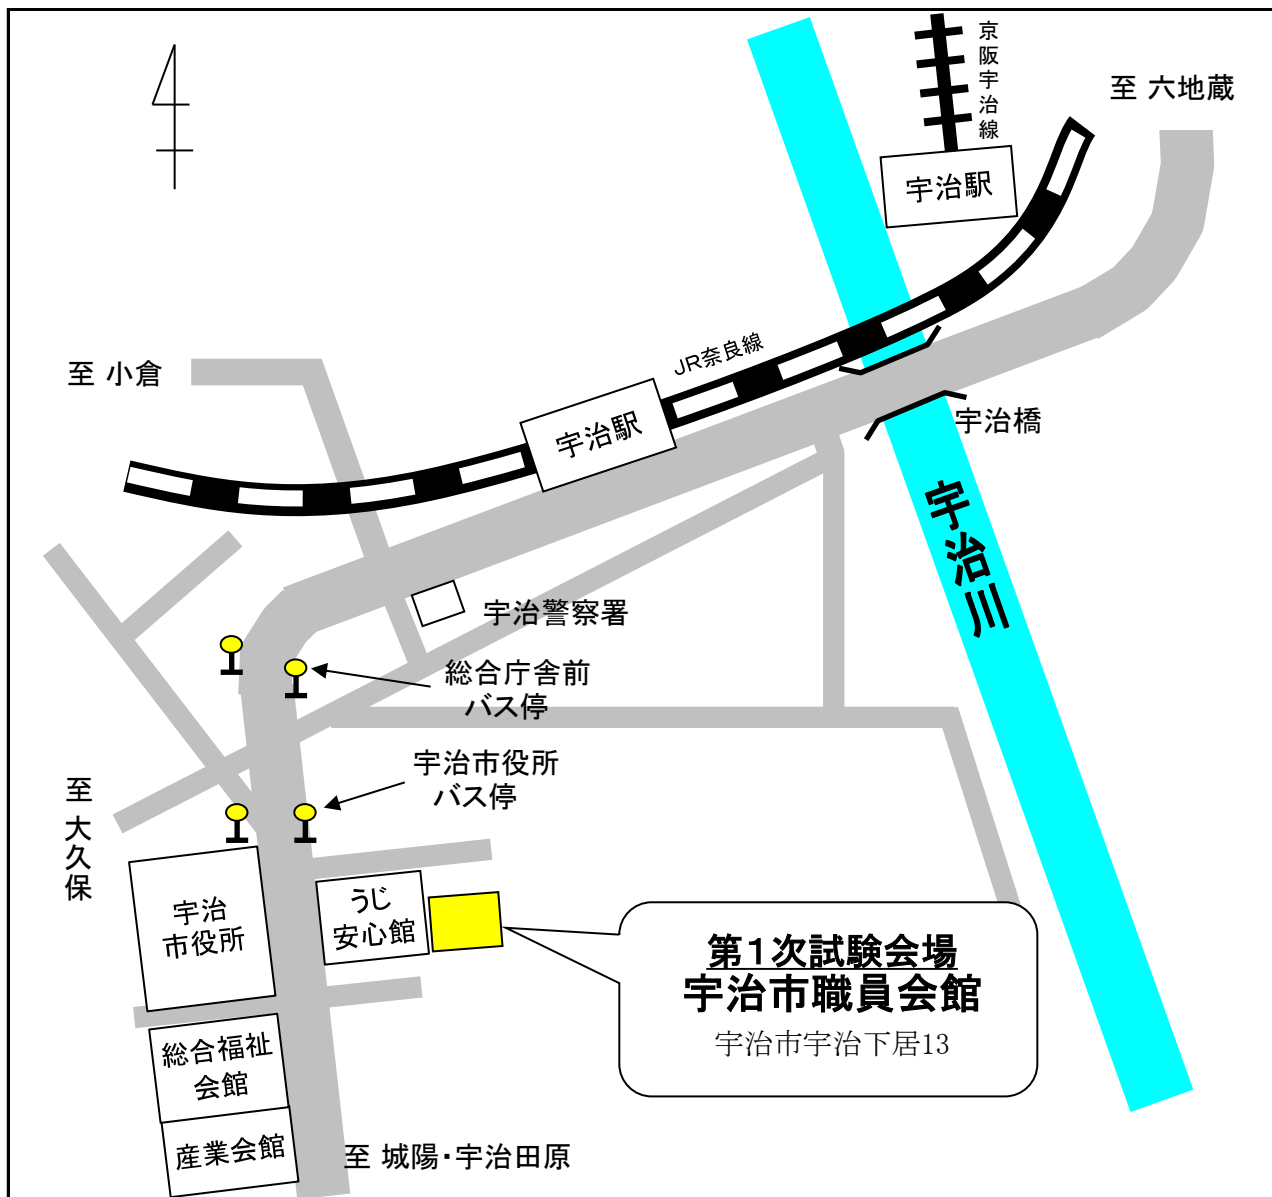 京阪宇治線
至 六地蔵
宇治駅
JR奈良線
至 小倉
宇治駅
宇治橋
宇治川
宇治警察署
総合庁舎前
バス停
宇治市役所
バス停
至 大久保
宇治
市役所
うじ
安心館
第1次試験会場
宇治市職員会館
宇治市宇治下居13
総合福祉
会館
産業会館
至 城陽・宇治田原